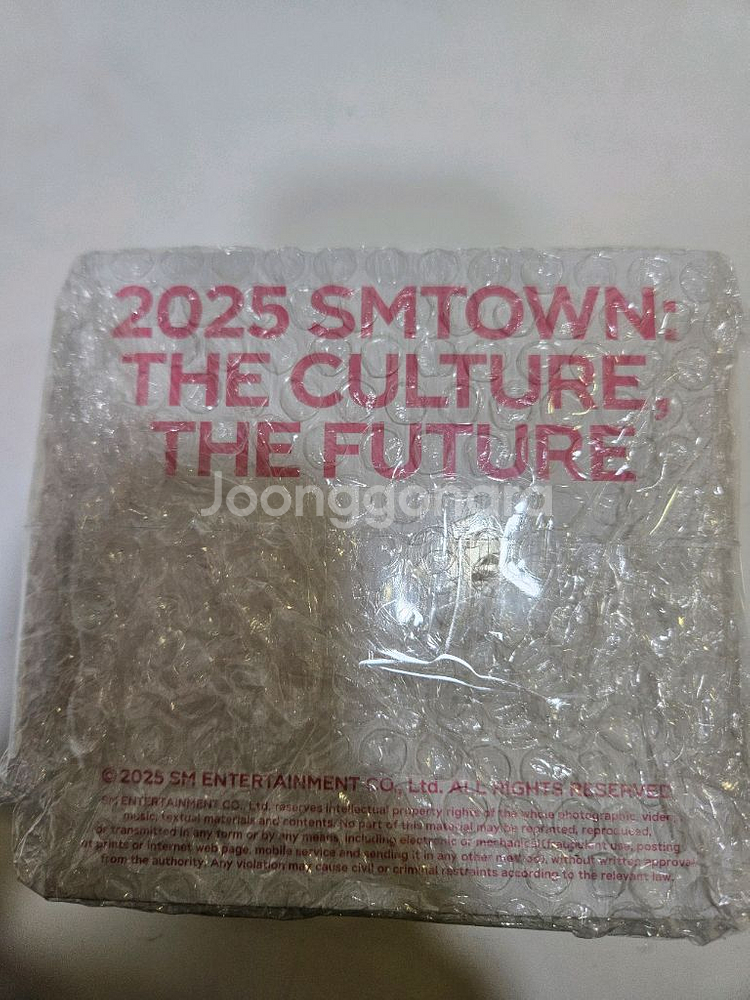 2025 SMTOWN:
THE CULTURE,
THE FUTURE
Joonggonara
© 2025 SM ENTERTAINMENT CO., Ltd. ALL RIGHTS RESERVED
SM ENTERTAINMENT CO., Ltd. reserves intellectual property rights of the whole photographic, video,
music, textual materials and contents. No part of this material may be reprinted, reproduced,
or transmitted in any form or by any means, including electronic or mechanical fraudulent use, posting
prints or internet web page, mobile service and sending it in any other method, without written approval
from the authority. Any violation may cause civil or criminal restraints according to the relevant law.